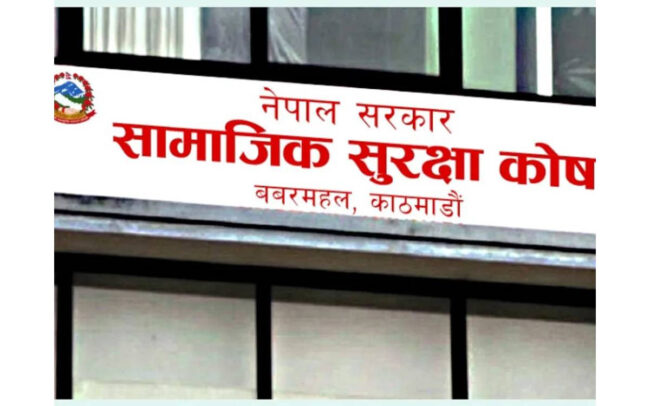 नेपाल सरकार
सामाजिक सुरक्षा कोष
बबरमहल, काठमाडौं